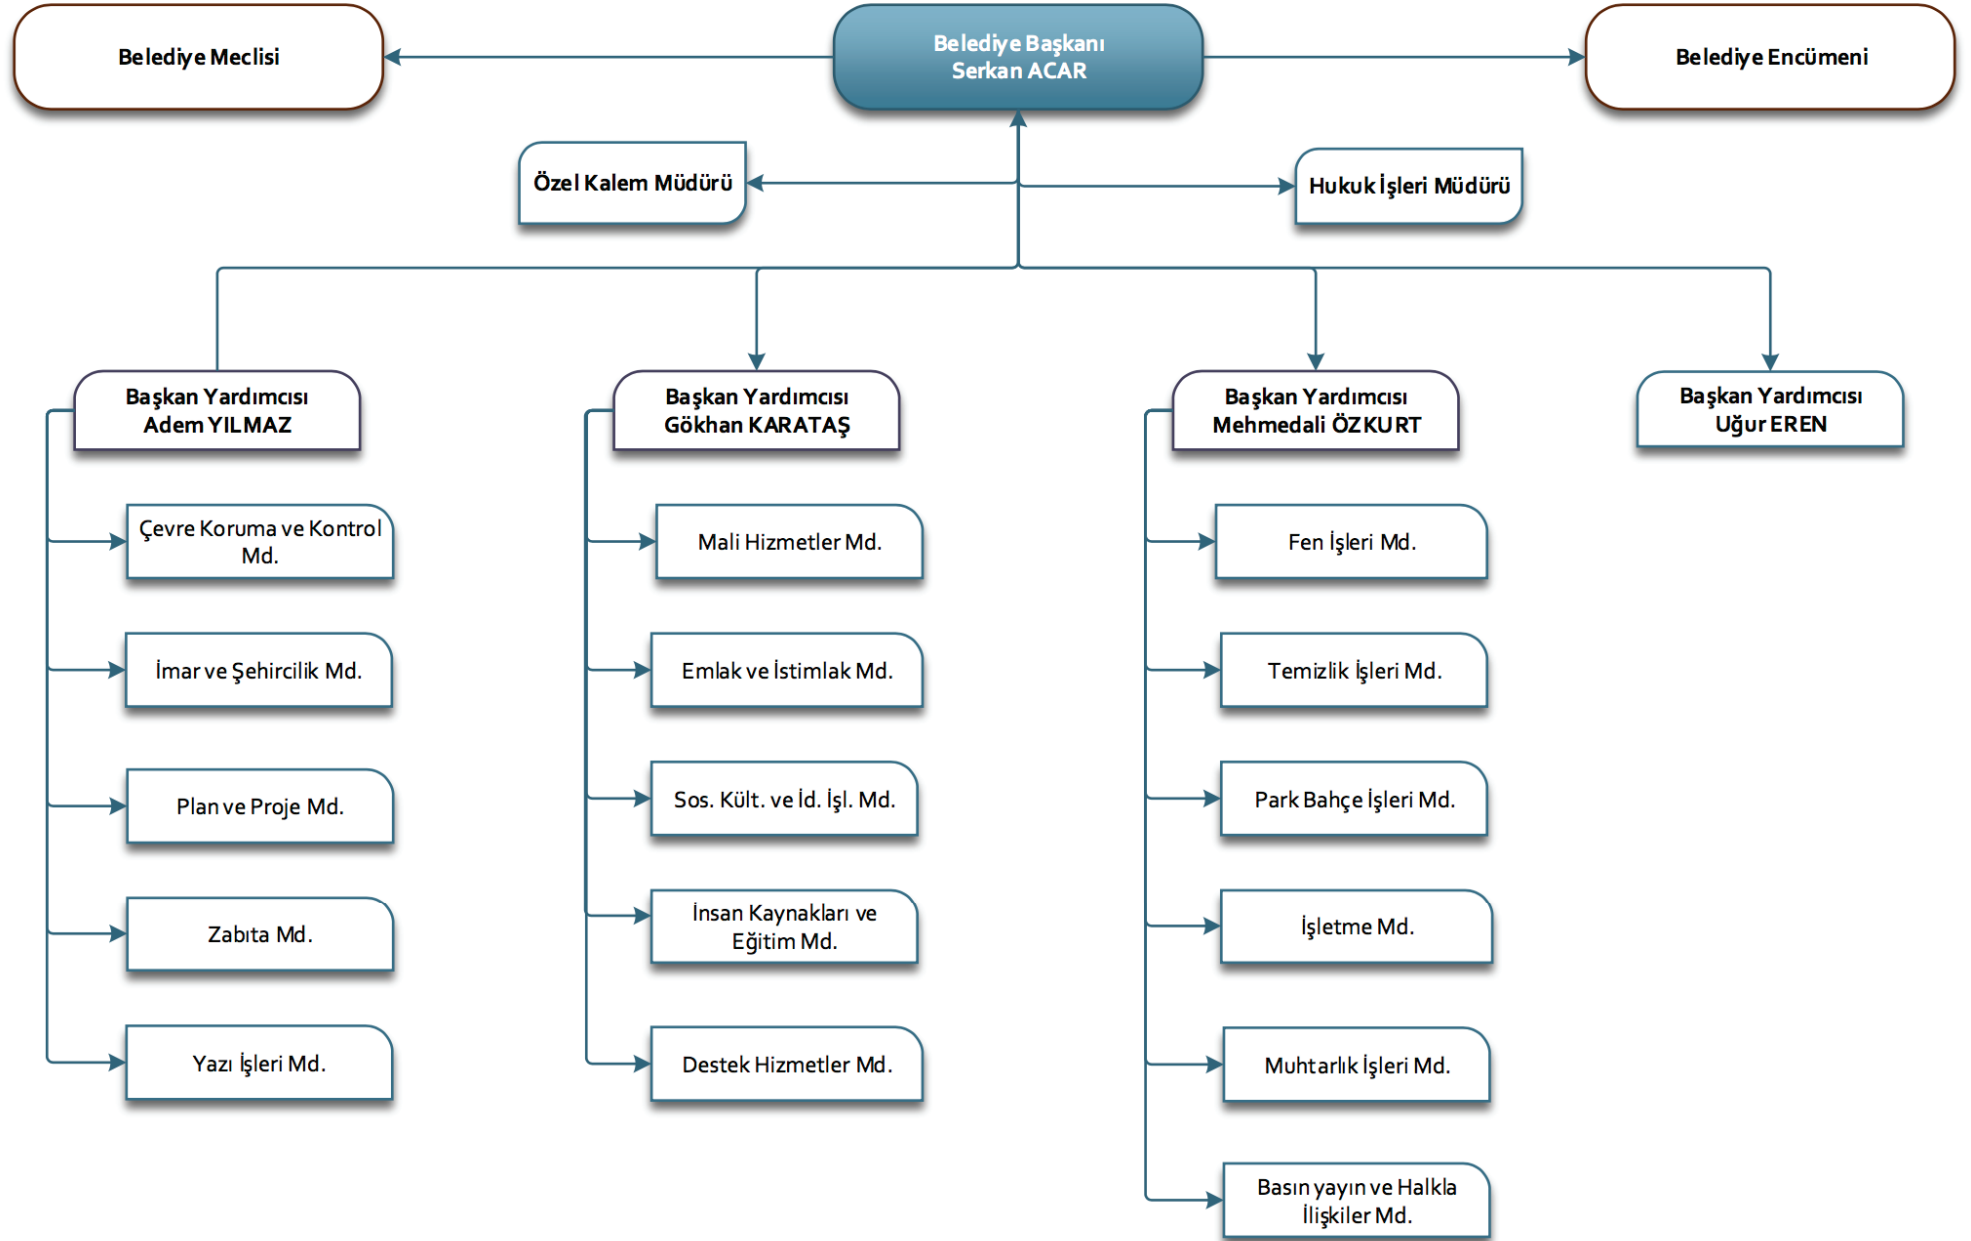 Belediye Meclisi
Belediye Başkanı
Serkan ACAR
Belediye Encümeni
Özel Kalem Müdürü
Hukuk İşleri Müdürü
Başkan Yardımcısı
Adem YILMAZ
Çevre Koruma ve Kontrol
Md.
İmar ve Şehircilik Md.
Plan ve Proje Md.
Zabıta Md.
Yazı İşleri Md.
Başkan Yardımcısı
Gökhan KARATAŞ
Mali Hizmetler Md.
Emlak ve İstimlak Md.
Sos. Kült. ve İd. İşl. Md.
İnsan Kaynakları ve
Eğitim Md.
Destek Hizmetler Md.
Başkan Yardımcısı
Mehmedali ÖZKURT
Fen İşleri Md.
Temizlik İşleri Md.
Park Bahçe İşleri Md.
İşletme Md.
Muhtarlık İşleri Md.
Basın yayın ve Halkla
İlişkiler Md.
Başkan Yardımcısı
Uğur EREN